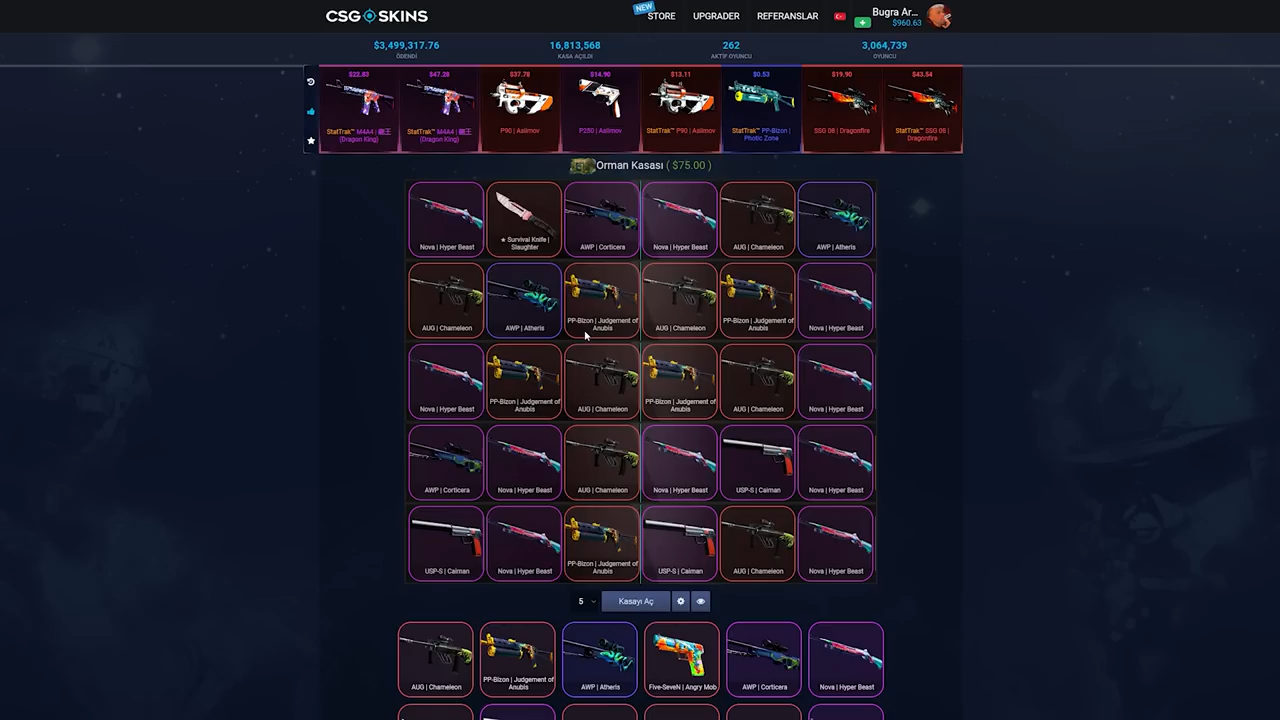 CSG SKINS
NEW
STORE
UPGRADER
REFERANSLAR
Bugra Ar...
$960.63
$3,499,317.76
ÖDENDİ
16,813,568
KASA AÇILDI
262
AKTİF OYUNCU
3,064,739
OYUNCU
$22.83
StatTrak™ M4A4 | 龍王
(Dragon King)
$47.28
StatTrak™ M4A4 | 龍王
(Dragon King)
$37.78
P90 | Asiimov
$14.90
P250 | Asiimov
$13.11
StatTrak™ P90 | Asiimov
$0.53
StatTrak™ PP-Bizon |
Photic Zone
$19.90
SSG 08 | Dragonfire
$43.54
StatTrak™ SSG 08 |
Dragonfire
Orman Kasası ( $75.00 )
Nova | Hyper Beast
★ Survival Knife |
Slaughter
AWP | Corticera
Nova | Hyper Beast
AUG | Chameleon
AWP | Atheris
AUG | Chameleon
AWP | Atheris
PP-Bizon | Judgement of
Anubis
AUG | Chameleon
PP-Bizon | Judgement of
Anubis
Nova | Hyper Beast
Nova | Hyper Beast
PP-Bizon | Judgement of
Anubis
AUG | Chameleon
PP-Bizon | Judgement of
Anubis
AUG | Chameleon
Nova | Hyper Beast
AWP | Corticera
Nova | Hyper Beast
AUG | Chameleon
Nova | Hyper Beast
USP-S | Caiman
Nova | Hyper Beast
USP-S | Caiman
Nova | Hyper Beast
PP-Bizon | Judgement of
Anubis
USP-S | Caiman
AUG | Chameleon
Nova | Hyper Beast
5
Kasayı Aç
AUG | Chameleon
PP-Bizon | Judgement of
Anubis
AWP | Atheris
Five-SeveN | Angry Mob
AWP | Corticera
Nova | Hyper Beast